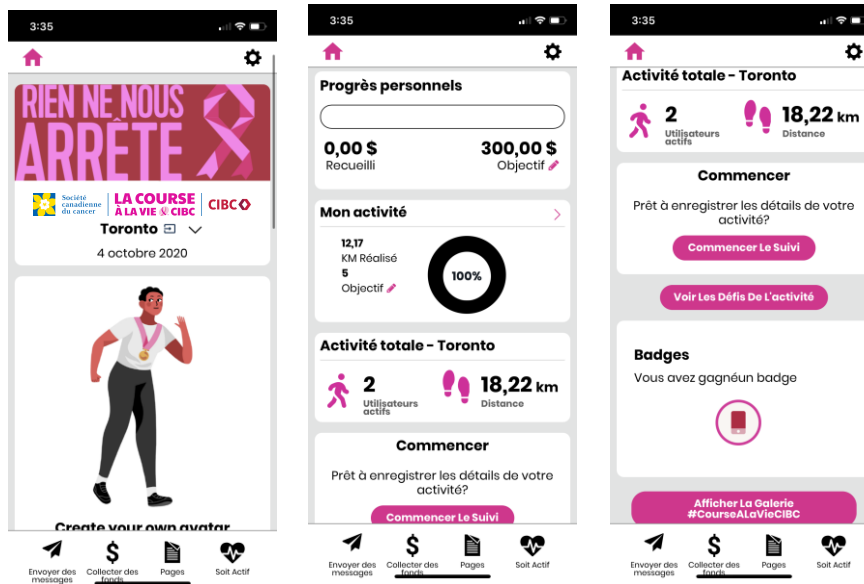 3:35
RIEN NE NOUS
ARRÊTE
Société
canadienne
du cancer
LA COURSE
À LA VIE CIBC
CIBC
Toronto
4 octobre 2020
Create your own avatar
Envoyer des
messages
Collecter des
fonds
Pages
Soit Actif
3:35
Progrès personnels
0,00 $
Recueilli
300,00 $
Objectif
Mon activité
12,17
KM Réalisé
5
Objectif
100%
Activité totale - Toronto
2
Utilisateurs
actifs
18,22 km
Distance
Commencer
Prêt à enregistrer les détails de votre
activité?
Commencer Le Suivi
Envoyer des
messages
Collecter des
fonds
Pages
Soit Actif
3:35
Activité totale - Toronto
2
Utilisateurs
actifs
18,22 km
Distance
Commencer
Prêt à enregistrer les détails de votre
activité?
Commencer Le Suivi
Voir Les Défis De L'activité
Badges
Vous avez gagnéun badge
Afficher La Galerie
#CourseALaVieCIBC
Envoyer des
messages
Collecter des
fonds
Pages
Soit Actif